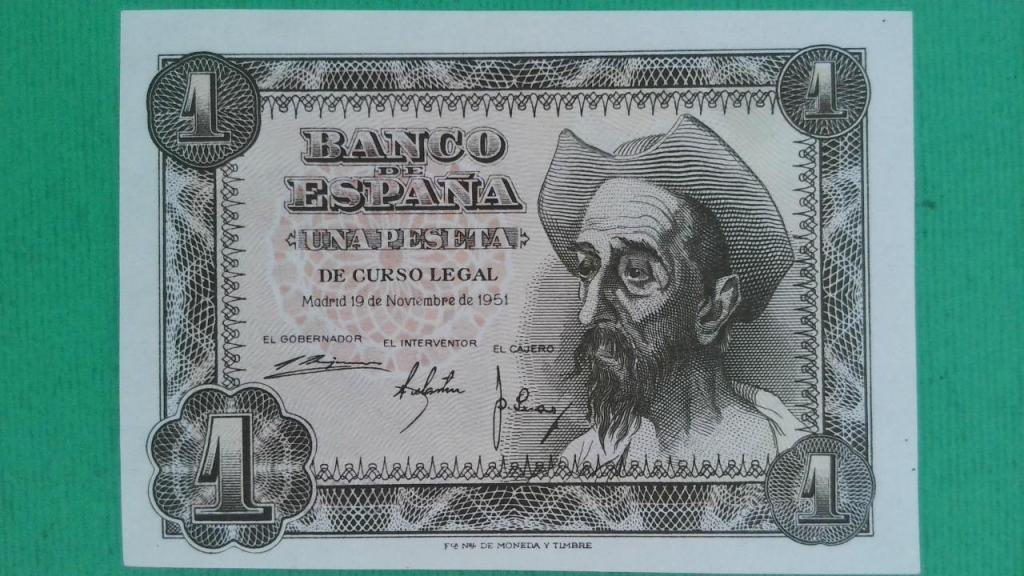 1
1
BANCO
DE
ESPAÑA
UNA PESETA
DE CURSO LEGAL
Madrid 19 de Noviembre de 1951
EL GOBERNADOR EL INTERVENTOR EL CAJERO
1
1
Fca. Nal. DE MONEDA Y TIMBRE